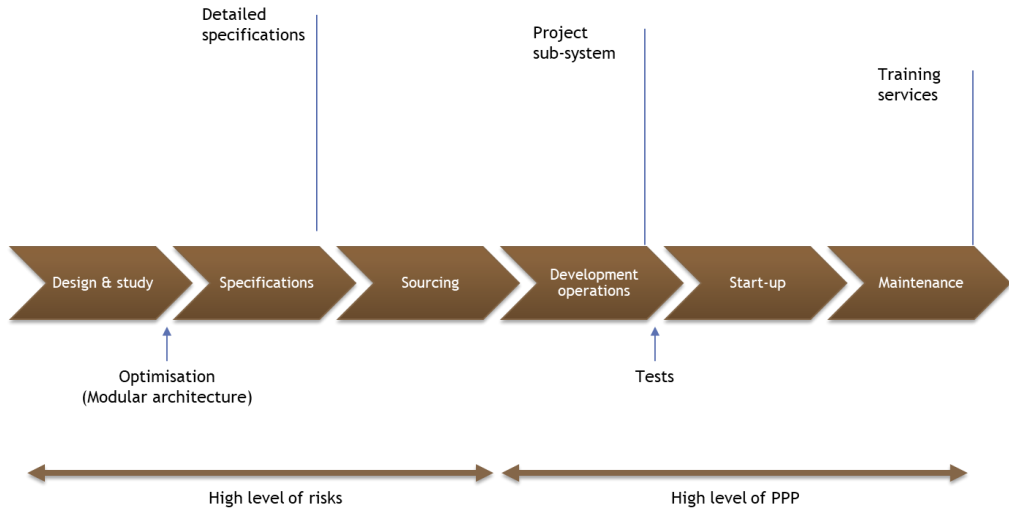 Detailed
specifications
Project
sub-system
Training
services
Design & study
Specifications
Sourcing
Development
operations
Start-up
Maintenance
Optimisation
(Modular architecture)
Tests
High level of risks
High level of PPP